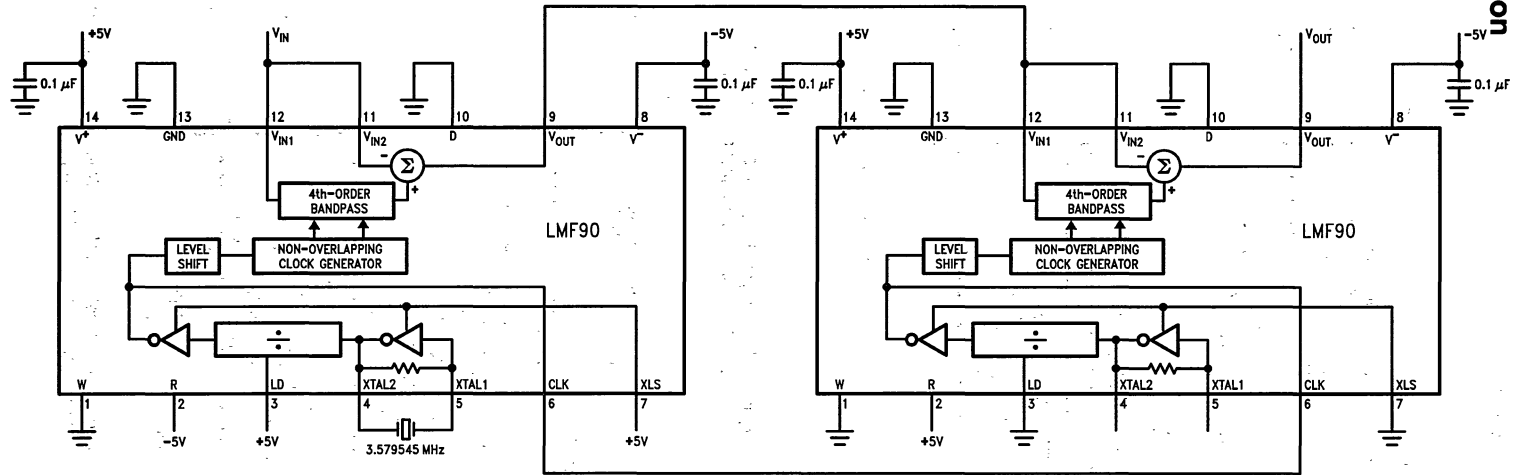 on
+5V
0.1 µF
14
V+
13
GND
V_IN
12
V_IN1
11
V_IN2
10
D
9
V_OUT
-5V
0.1 µF
8
V-
-
Σ
+
4th-ORDER
BANDPASS
LMF90
LEVEL
SHIFT
NON-OVERLAPPING
CLOCK GENERATOR
÷
W
1
R
2
-5V
LD
3
+5V
XTAL2
4
XTAL1
5
3.579545 MHz
CLK
6
XLS
7
+5V
+5V
0.1 µF
14
V+
13
GND
12
V_IN1
11
V_IN2
10
D
V_OUT
9
V_OUT
-5V
0.1 µF
8
V-
-
Σ
+
4th-ORDER
BANDPASS
LMF90
LEVEL
SHIFT
NON-OVERLAPPING
CLOCK GENERATOR
÷
W
1
R
2
+5V
LD
3
XTAL2
4
XTAL1
5
CLK
6
XLS
7